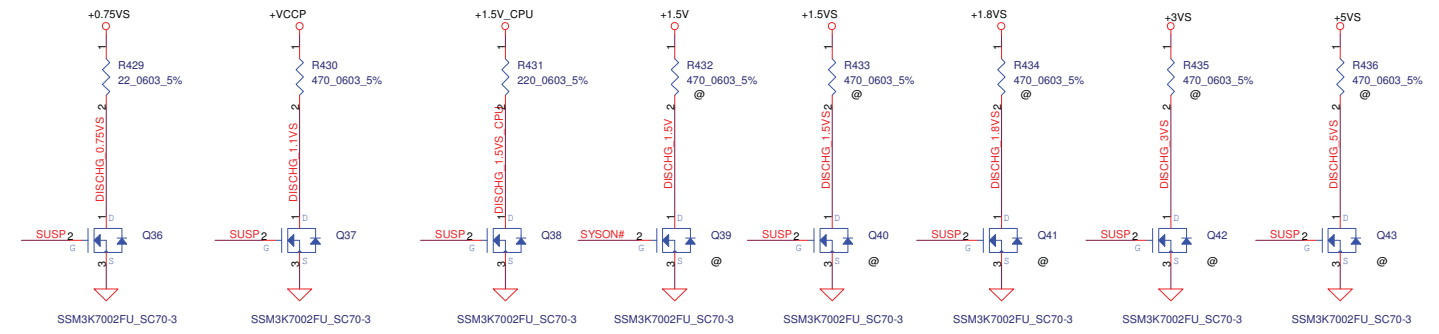 +0.75VS
+VCCP
+1.5V_CPU
+1.5V
+1.5VS
+1.8VS
+3VS
+5VS
1
1
1
1
1
1
1
1
R429
22_0603_5%
R430
470_0603_5%
R431
220_0603_5%
R432
470_0603_5%
@
R433
470_0603_5%
@
R434
470_0603_5%
@
R435
470_0603_5%
@
R436
470_0603_5%
@
2
2
2
2
2
2
2
2
DISCHG_0.75VS
DISCHG_1.1VS
DISCHG_1.5VS_CPU
DISCHG_1.5V
DISCHG_1.5VS
DISCHG_1.8VS
DISCHG_3VS
DISCHG_5VS
SUSP 2 G 1 D 3 S Q36
SUSP 2 G 1 D 3 S Q37
SUSP 2 G 1 D 3 S Q38
SYSON# 2 G 1 D 3 S Q39
@
SUSP 2 G 1 D 3 S Q40
@
SUSP 2 G 1 D 3 S Q41
@
SUSP 2 G 1 D 3 S Q42
@
SUSP 2 G 1 D 3 S Q43
@
SSM3K7002FU_SC70-3
SSM3K7002FU_SC70-3
SSM3K7002FU_SC70-3
SSM3K7002FU_SC70-3
SSM3K7002FU_SC70-3
SSM3K7002FU_SC70-3
SSM3K7002FU_SC70-3
SSM3K7002FU_SC70-3